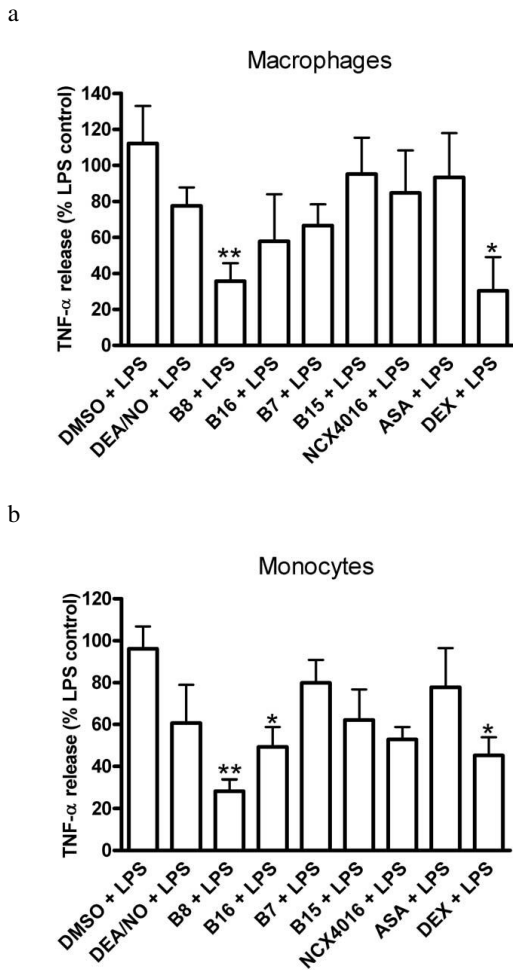 a
Macrophages
TNF-α release (% LPS control)
140
120
100
80
60
40
20
0
**
*
DMSO + LPS
DEA/NO + LPS
B8 + LPS
B16 + LPS
B7 + LPS
B15 + LPS
NCX4016 + LPS
ASA + LPS
DEX + LPS
b
Monocytes
TNF-α release (% LPS control)
120
100
80
60
40
20
0
**
*
*
DMSO + LPS
DEA/NO + LPS
B8 + LPS
B16 + LPS
B7 + LPS
B15 + LPS
NCX4016 + LPS
ASA + LPS
DEX + LPS